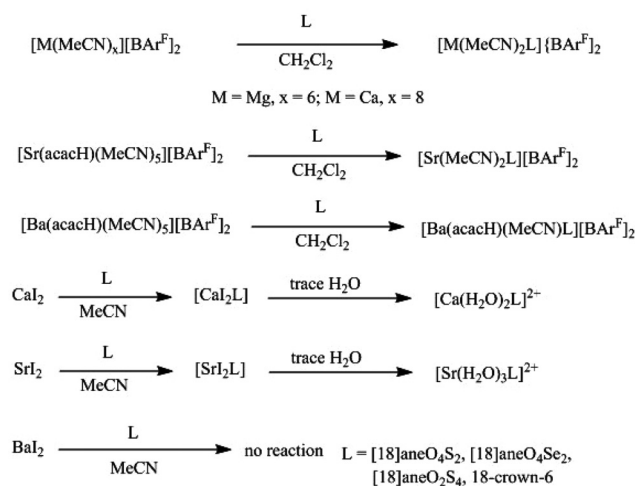 L
[M(MeCN)ₓ][BArᶠ]₂ CH₂Cl₂ [M(MeCN)₂L]{BArᶠ]₂
M = Mg, x = 6; M = Ca, x = 8
L
[Sr(acacH)(MeCN)₅][BArᶠ]₂ CH₂Cl₂ [Sr(MeCN)₂L][BArᶠ]₂
L
[Ba(acacH)(MeCN)₅][BArᶠ]₂ CH₂Cl₂ [Ba(acacH)(MeCN)L][BArᶠ]₂
L trace H₂O
CaI₂ MeCN [CaI₂L] [Ca(H₂O)₂L]²⁺
L trace H₂O
SrI₂ MeCN [SrI₂L] [Sr(H₂O)₃L]²⁺
L
BaI₂ MeCN no reaction L = [18]aneO₄S₂, [18]aneO₄Se₂,
[18]aneO₂S₄, 18-crown-6